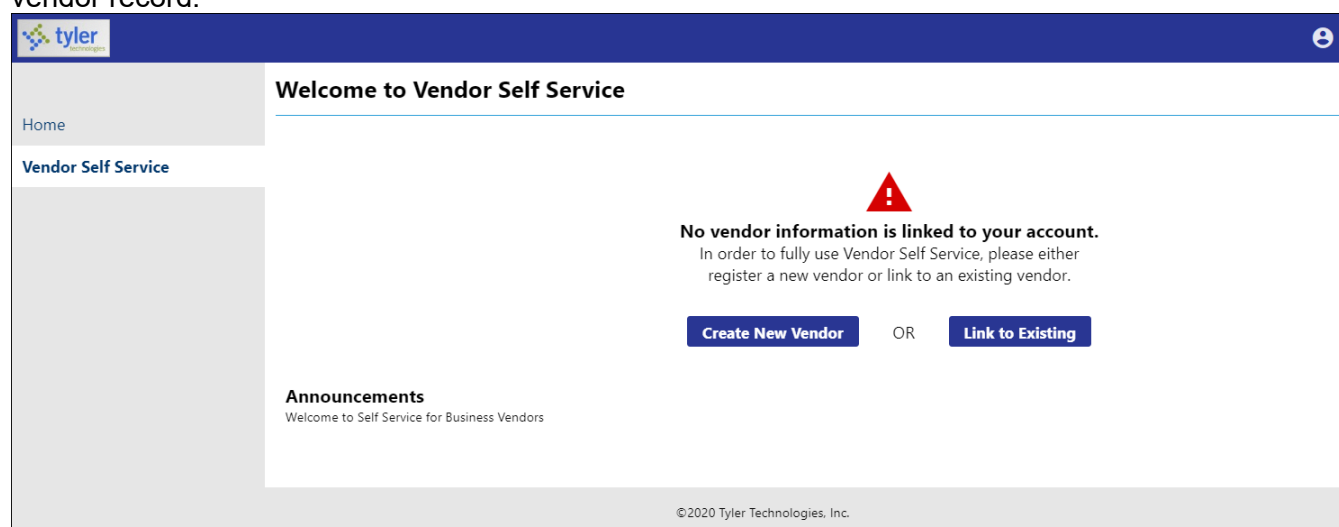 vendor record.
tyler
technologies
Welcome to Vendor Self Service
Home
Vendor Self Service
No vendor information is linked to your account.
In order to fully use Vendor Self Service, please either
register a new vendor or link to an existing vendor.
Create New Vendor OR Link to Existing
Announcements
Welcome to Self Service for Business Vendors
©2020 Tyler Technologies, Inc.